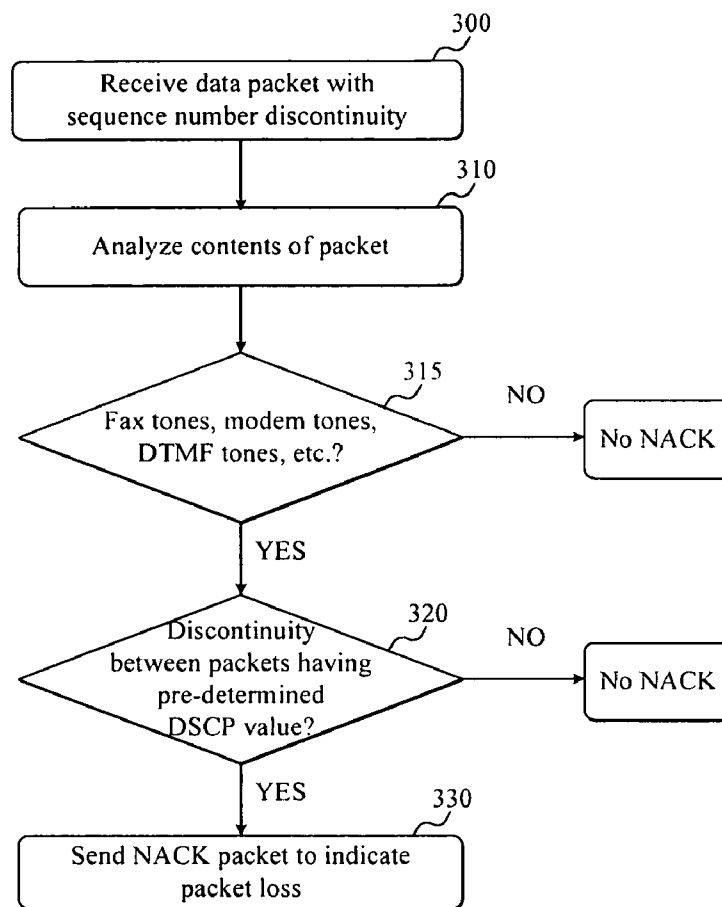 300
Receive data packet with
sequence number discontinuity
310
Analyze contents of packet
315
Fax tones, modem tones,
DTMF tones, etc.?
NO
No NACK
YES
320
Discontinuity
between packets having
pre-determined
DSCP value?
NO
No NACK
YES
330
Send NACK packet to indicate
packet loss